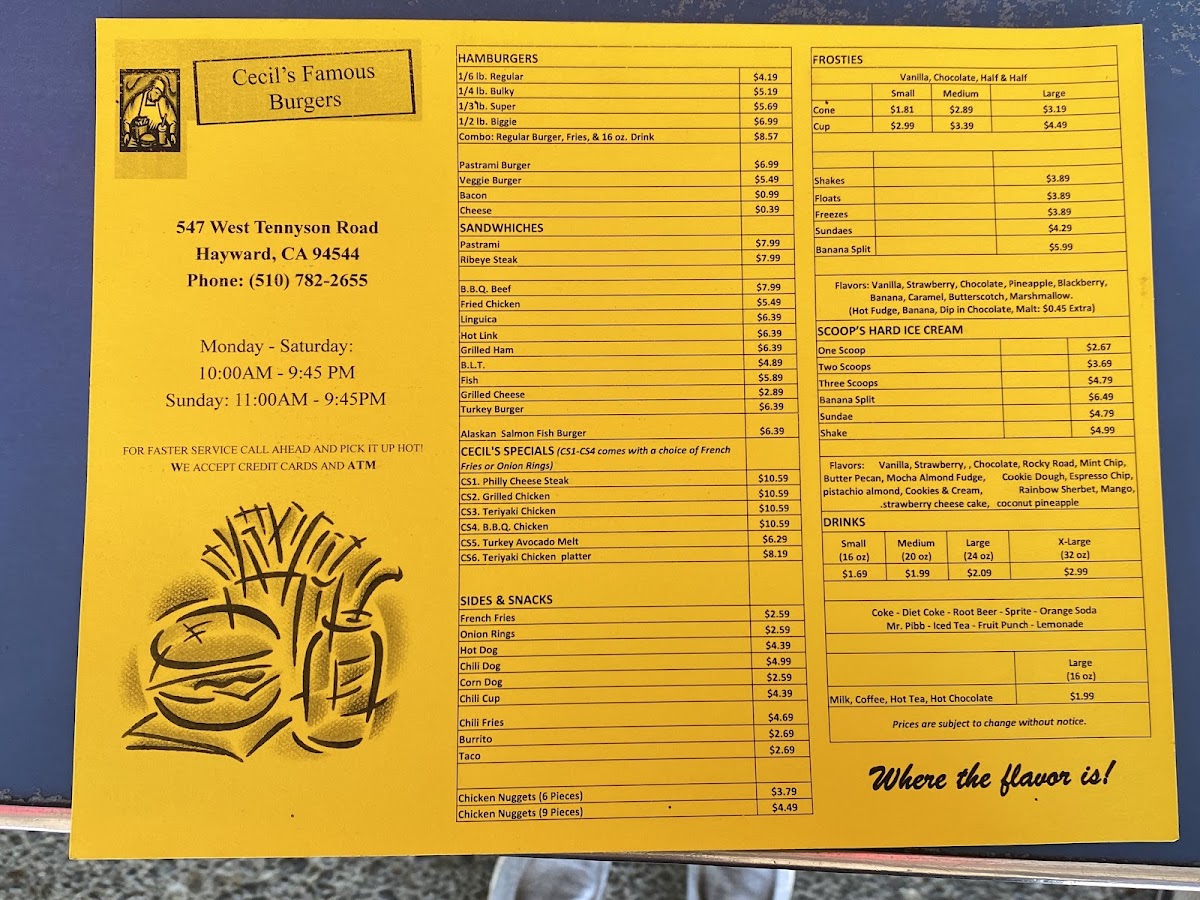 Cecil's Famous
Burgers
547 West Tennyson Road
Hayward, CA 94544
Phone: (510) 782-2655
Monday - Saturday:
10:00AM - 9:45 PM
Sunday: 11:00AM - 9:45PM
FOR FASTER SERVICE CALL AHEAD AND PICK IT UP HOT!
WE ACCEPT CREDIT CARDS AND ATM
HAMBURGERS
1/6 lb. Regular $4.19
1/4 lb. Bulky $5.19
1/3 lb. Super $5.69
1/2 lb. Biggie $6.99
Combo: Regular Burger, Fries, & 16 oz. Drink $8.57
Pastrami Burger $6.99
Veggie Burger $5.49
Bacon $0.99
Cheese $0.39
SANDWHICHES
Pastrami $7.99
Ribeye Steak $7.99
B.B.Q. Beef $7.99
Fried Chicken $5.49
Linguica $6.39
Hot Link $6.39
Grilled Ham $6.39
B.L.T. $4.89
Fish $5.89
Grilled Cheese $2.89
Turkey Burger $6.39
Alaskan Salmon Fish Burger $6.39
CECIL'S SPECIALS (CS1-CS4 comes with a choice of French
Fries or Onion Rings)
CS1. Philly Cheese Steak $10.59
CS2. Grilled Chicken $10.59
CS3. Teriyaki Chicken $10.59
CS4. B.B.Q. Chicken $10.59
CS5. Turkey Avocado Melt $6.29
CS6. Teriyaki Chicken platter $8.19
SIDES & SNACKS
French Fries $2.59
Onion Rings $2.59
Hot Dog $4.39
Chili Dog $4.99
Corn Dog $2.59
Chili Cup $4.39
Chili Fries $4.69
Burrito $2.69
Taco $2.69
Chicken Nuggets (6 Pieces) $3.79
Chicken Nuggets (9 Pieces) $4.49
FROSTIES
Vanilla, Chocolate, Half & Half
Small Medium Large
Cone $1.81 $2.89 $3.19
Cup $2.99 $3.39 $4.49
Shakes $3.89
Floats $3.89
Freezes $3.89
Sundaes $4.29
Banana Split $5.99
Flavors: Vanilla, Strawberry, Chocolate, Pineapple, Blackberry,
Banana, Caramel, Butterscotch, Marshmallow.
(Hot Fudge, Banana, Dip in Chocolate, Malt: $0.45 Extra)
SCOOP'S HARD ICE CREAM
One Scoop $2.67
Two Scoops $3.69
Three Scoops $4.79
Banana Split $6.49
Sundae $4.79
Shake $4.99
Flavors: Vanilla, Strawberry, , Chocolate, Rocky Road, Mint Chip,
Butter Pecan, Mocha Almond Fudge, Cookie Dough, Espresso Chip,
pistachio almond, Cookies & Cream, Rainbow Sherbet, Mango,
.strawberry cheese cake, coconut pineapple
DRINKS
Small Medium Large X-Large
(16 oz) (20 oz) (24 oz) (32 oz)
$1.69 $1.99 $2.09 $2.99
Coke - Diet Coke - Root Beer - Sprite - Orange Soda
Mr. Pibb - Iced Tea - Fruit Punch - Lemonade
Large
(16 oz)
Milk, Coffee, Hot Tea, Hot Chocolate $1.99
Prices are subject to change without notice.
Where the flavor is!